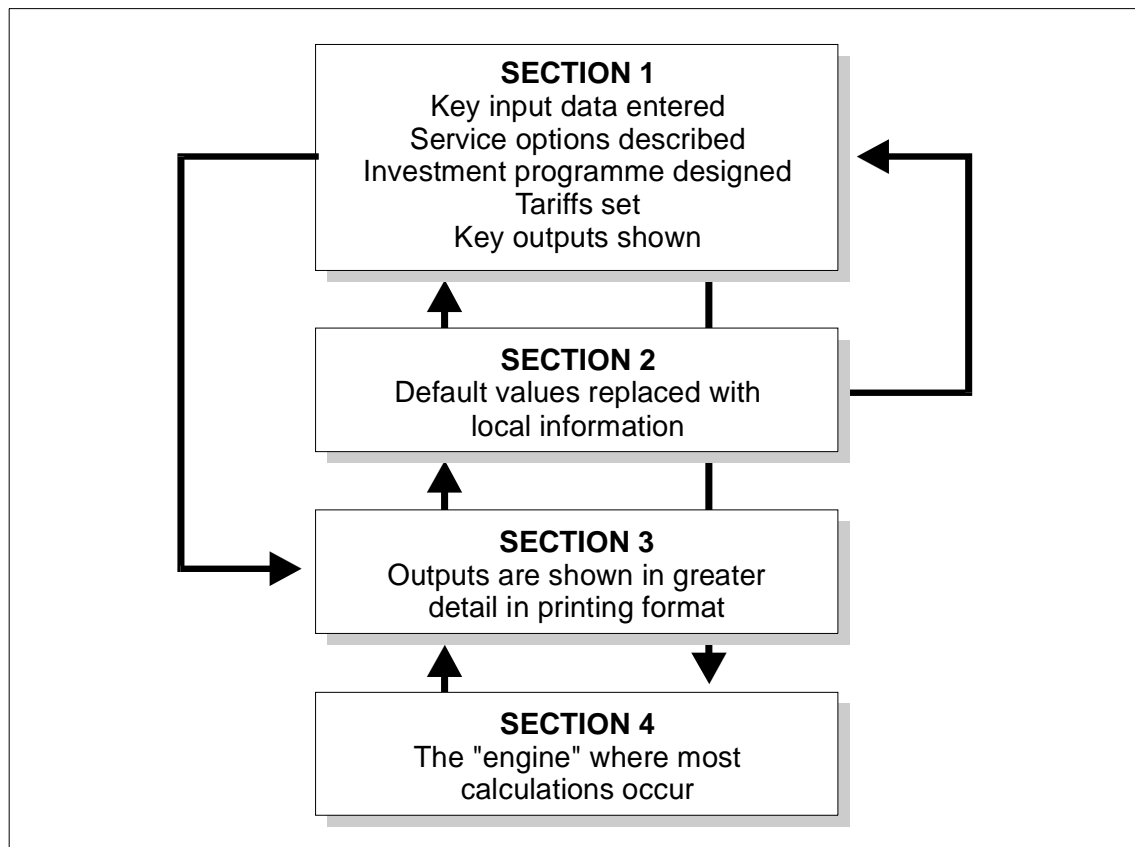 SECTION 1
Key input data entered
Service options described
Investment programme designed
Tariffs set
Key outputs shown
SECTION 2
Default values replaced with
local information
SECTION 3
Outputs are shown in greater
detail in printing format
SECTION 4
The "engine" where most
calculations occur